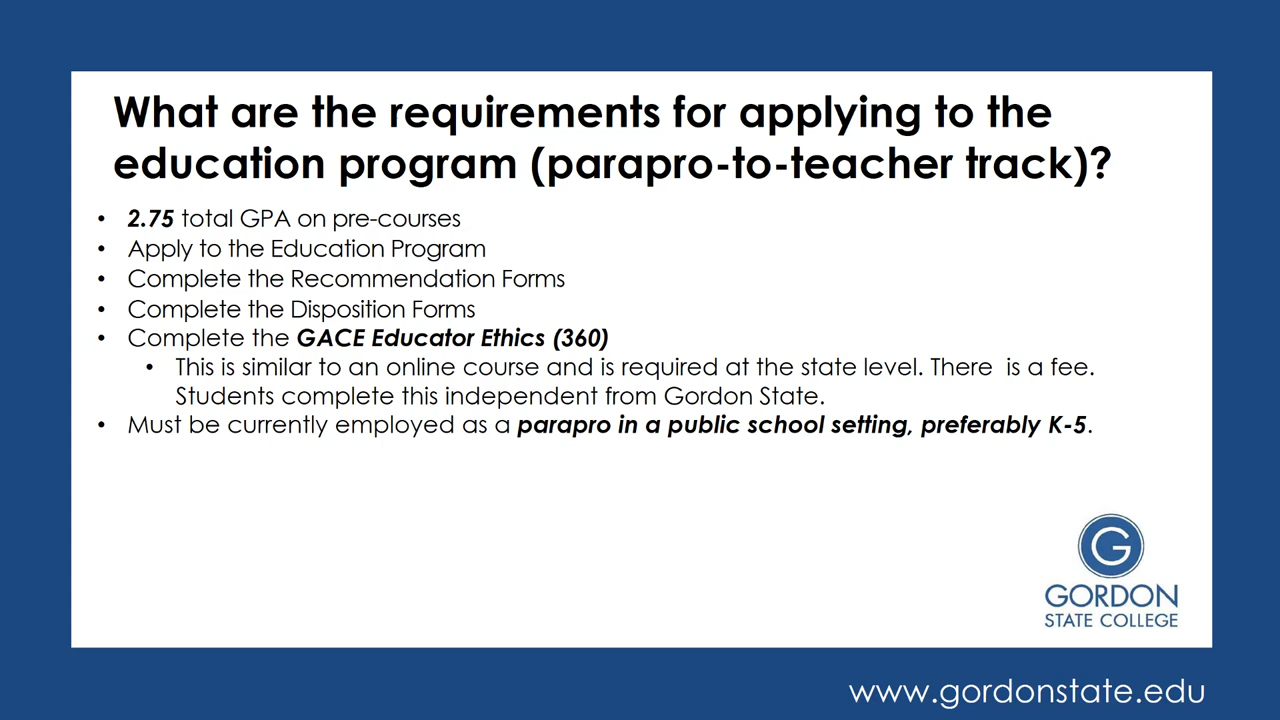 What are the requirements for applying to the
education program (parapro-to-teacher track)?
• 2.75 total GPA on pre-courses
• Apply to the Education Program
• Complete the Recommendation Forms
• Complete the Disposition Forms
• Complete the GACE Educator Ethics (360)
• This is similar to an online course and is required at the state level. There  is a fee.
Students complete this independent from Gordon State.
• Must be currently employed as a parapro in a public school setting, preferably K-5.
G
GORDON
STATE COLLEGE
www.gordonstate.edu